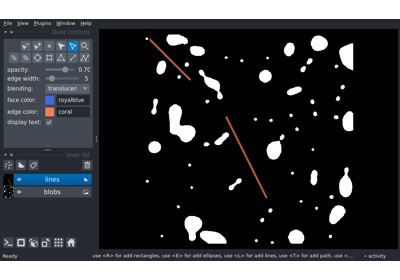 File View Plugins Window Help
layer controls
opacity: 0.70
edge width: 5
blending: translucen
face color: royalblue
edge color: coral
display text:
layer list
lines
blobs
Ready use <R> for add rectangles, use <E> for add ellipses, use <L> for add lines, use <T> for add path, use <... activity